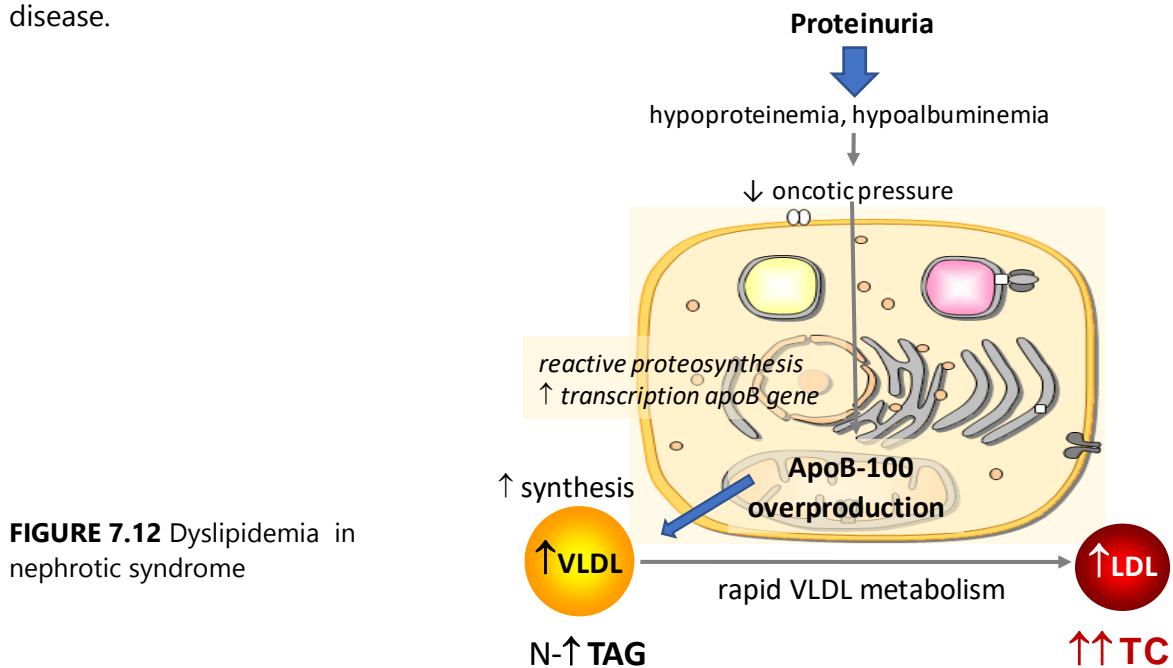 disease.
Proteinuria
hypoproteinemia, hypoalbuminemia
↓ oncotic pressure
reactive proteosynthesis
↑ transcription apoB gene
ApoB-100
overproduction
↑ synthesis
↑VLDL
rapid VLDL metabolism
↑LDL
N-↑ TAG
↑↑ TC
FIGURE 7.12 Dyslipidemia in
nephrotic syndrome